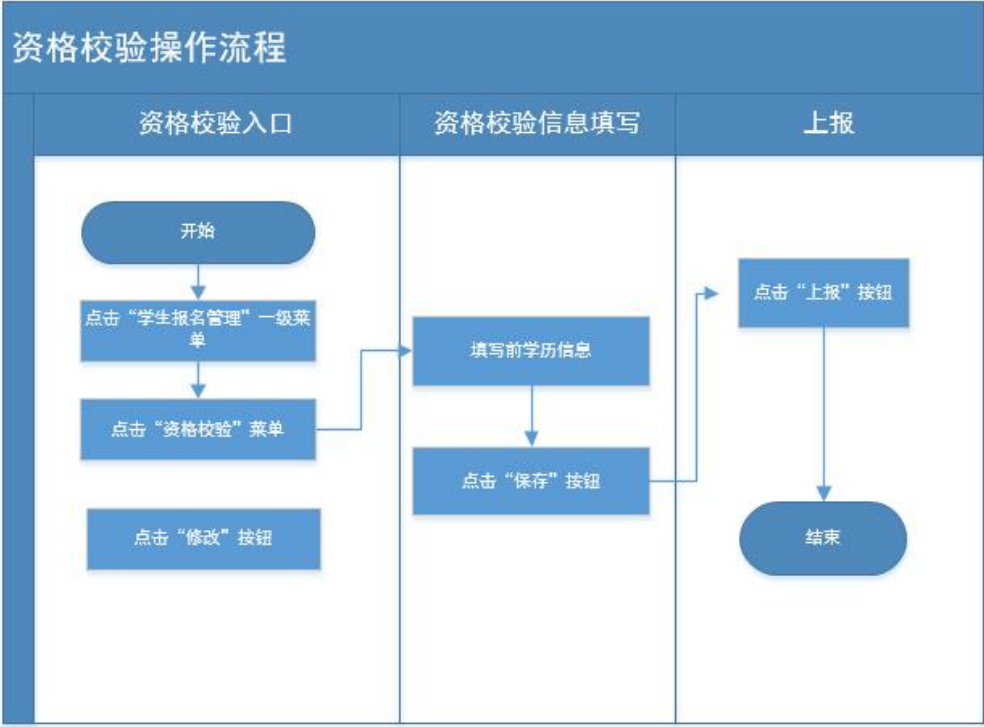 资格校验操作流程
资格校验入口
资格校验信息填写
上报
开始
点击“学生报名管理”一级菜
单
点击“资格校验”菜单
点击“修改”按钮
填写前学历信息
点击“保存”按钮
点击“上报”按钮
结束